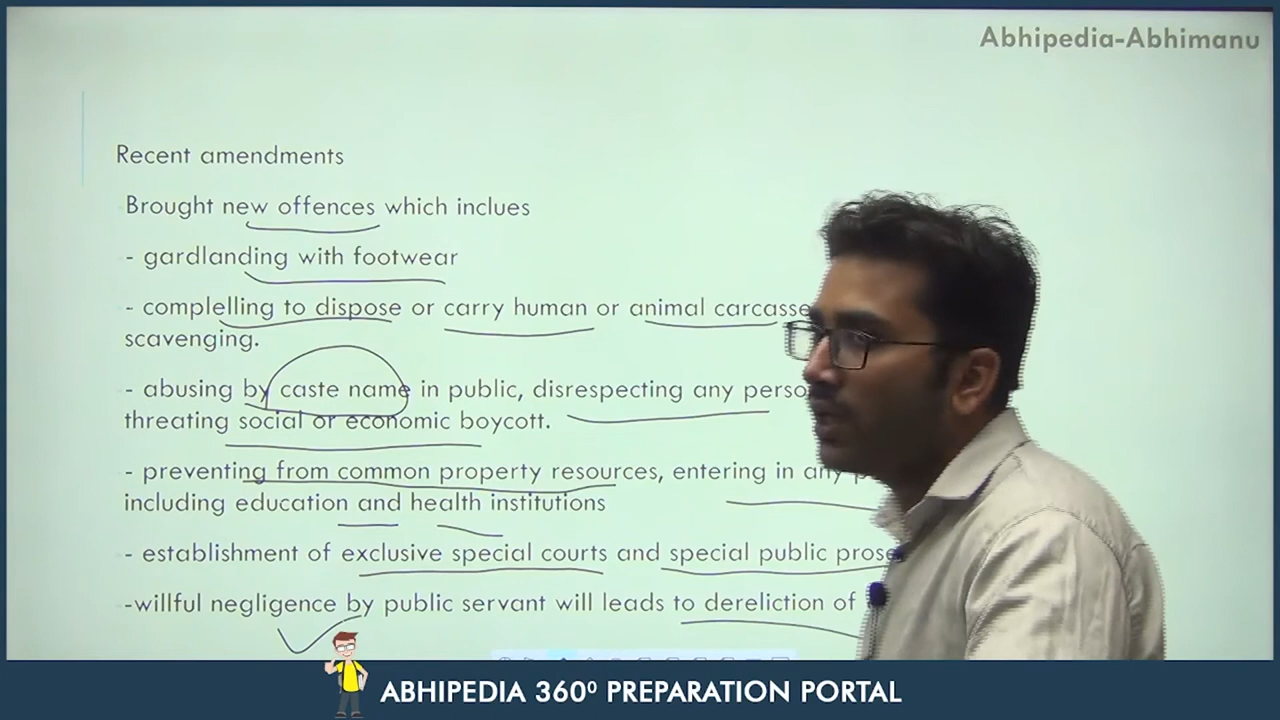 Abhipedia-Abhimanu
Recent amendments
Brought new offences which inclues
- gardlanding with footwear
- complelling to dispose or carry human or animal carcasse
scavenging.
- abusing by caste name in public, disrespecting any perso
threating social or economic boycott.
- preventing from common property resources, entering in any
including education and health institutions
- establishment of exclusive special courts and special public prose
-willful negligence by public servant will leads to dereliction of
ABHIPEDIA 360⁰ PREPARATION PORTAL